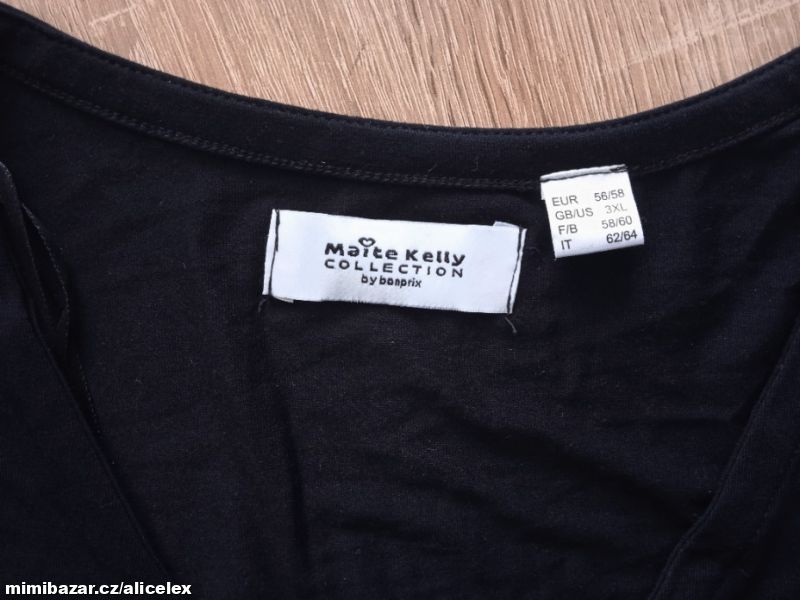 Maite Kelly
COLLECTION
by bonprix
EUR 56/58
GB/US 3XL
F/B 58/60
IT 62/64
mimibazar.cz/alicelex